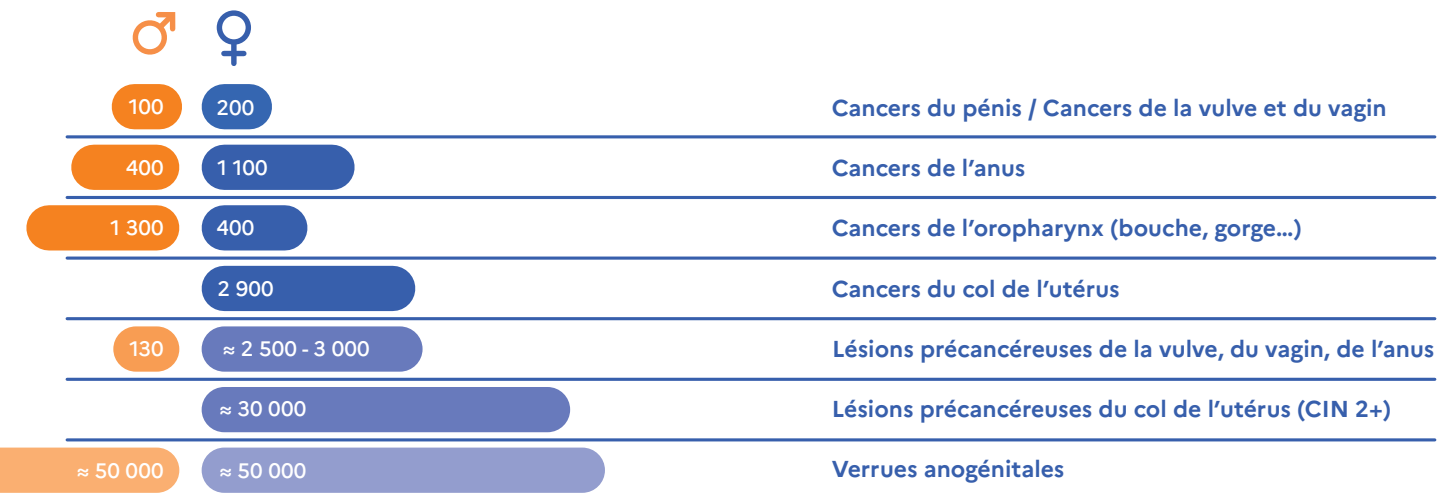 100 200 Cancers du pénis / Cancers de la vulve et du vagin
400 1 100 Cancers de l’anus
1 300 400 Cancers de l’oropharynx (bouche, gorge…)
2 900 Cancers du col de l’utérus
130 ≈ 2 500 - 3 000 Lésions précancéreuses de la vulve, du vagin, de l’anus
≈ 30 000 Lésions précancéreuses du col de l’utérus (CIN 2+)
≈ 50 000 ≈ 50 000 Verrues anogénitales